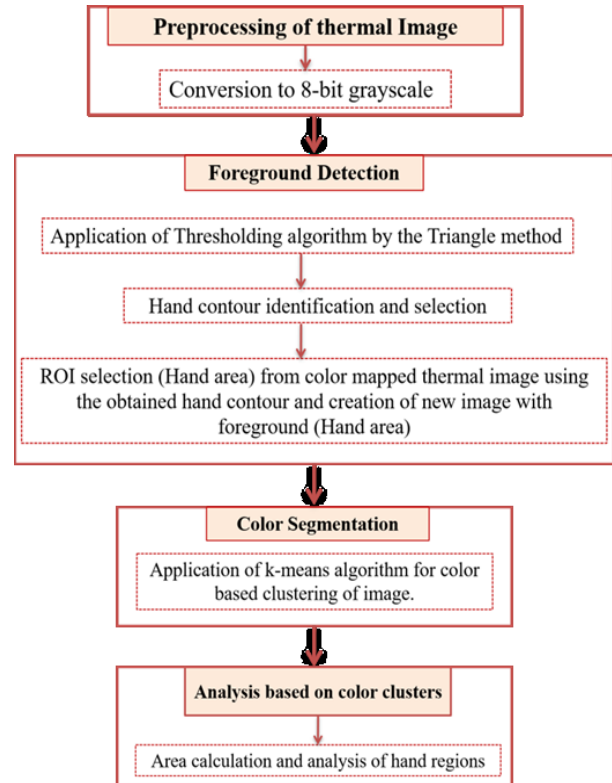 Preprocessing of thermal Image
Conversion to 8-bit grayscale
Foreground Detection
Application of Thresholding algorithm by the Triangle method
Hand contour identification and selection
ROI selection (Hand area) from color mapped thermal image using
the obtained hand contour and creation of new image with
foreground (Hand area)
Color Segmentation
Application of k-means algorithm for color
based clustering of image.
Analysis based on color clusters
Area calculation and analysis of hand regions